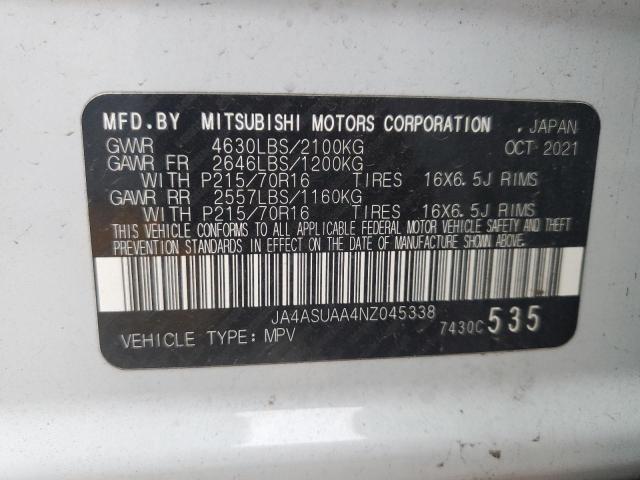 MFD.BY MITSUBISHI MOTORS CORPORATION . JAPAN
GVWR 4630LBS/2100KG OCT 2021
GAWR FR 2646LBS/1200KG
WITH P215/70R16 TIRES 16X6.5J RIMS
GAWR RR 2557LBS/1160KG
WITH P215/70R16 TIRES 16X6.5J RIMS
THIS VEHICLE CONFORMS TO ALL APPLICABLE FEDERAL MOTOR VEHICLE SAFETY AND THEFT
PREVENTION STANDARDS IN EFFECT ON THE DATE OF MANUFACTURE SHOWN ABOVE.
JA4ASUAA4NZ045338
VEHICLE TYPE: MPV 7430C 535